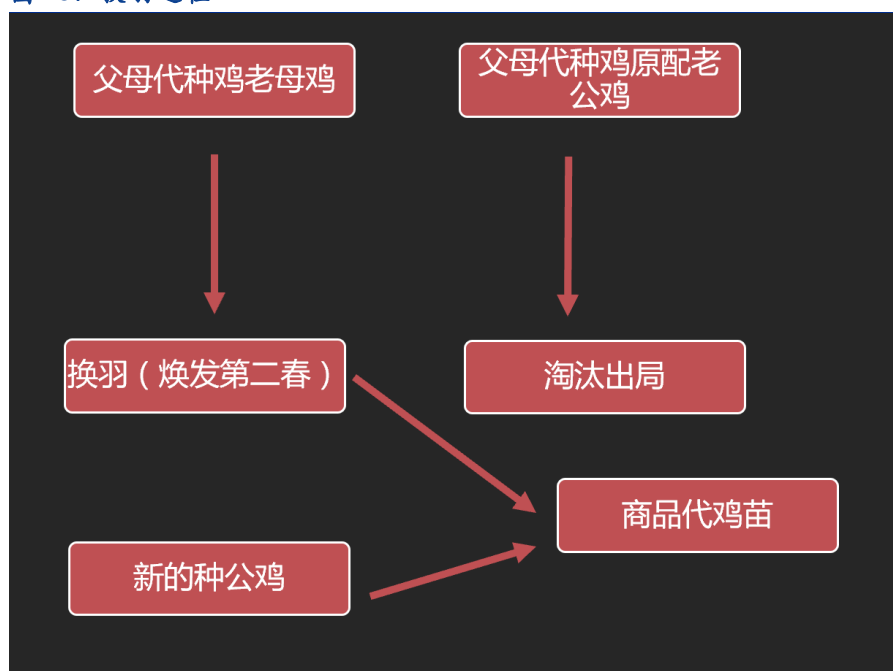 父母代种鸡老母鸡
父母代种鸡原配老
公鸡
换羽（焕发第二春）
淘汰出局
商品代鸡苗
新的种公鸡